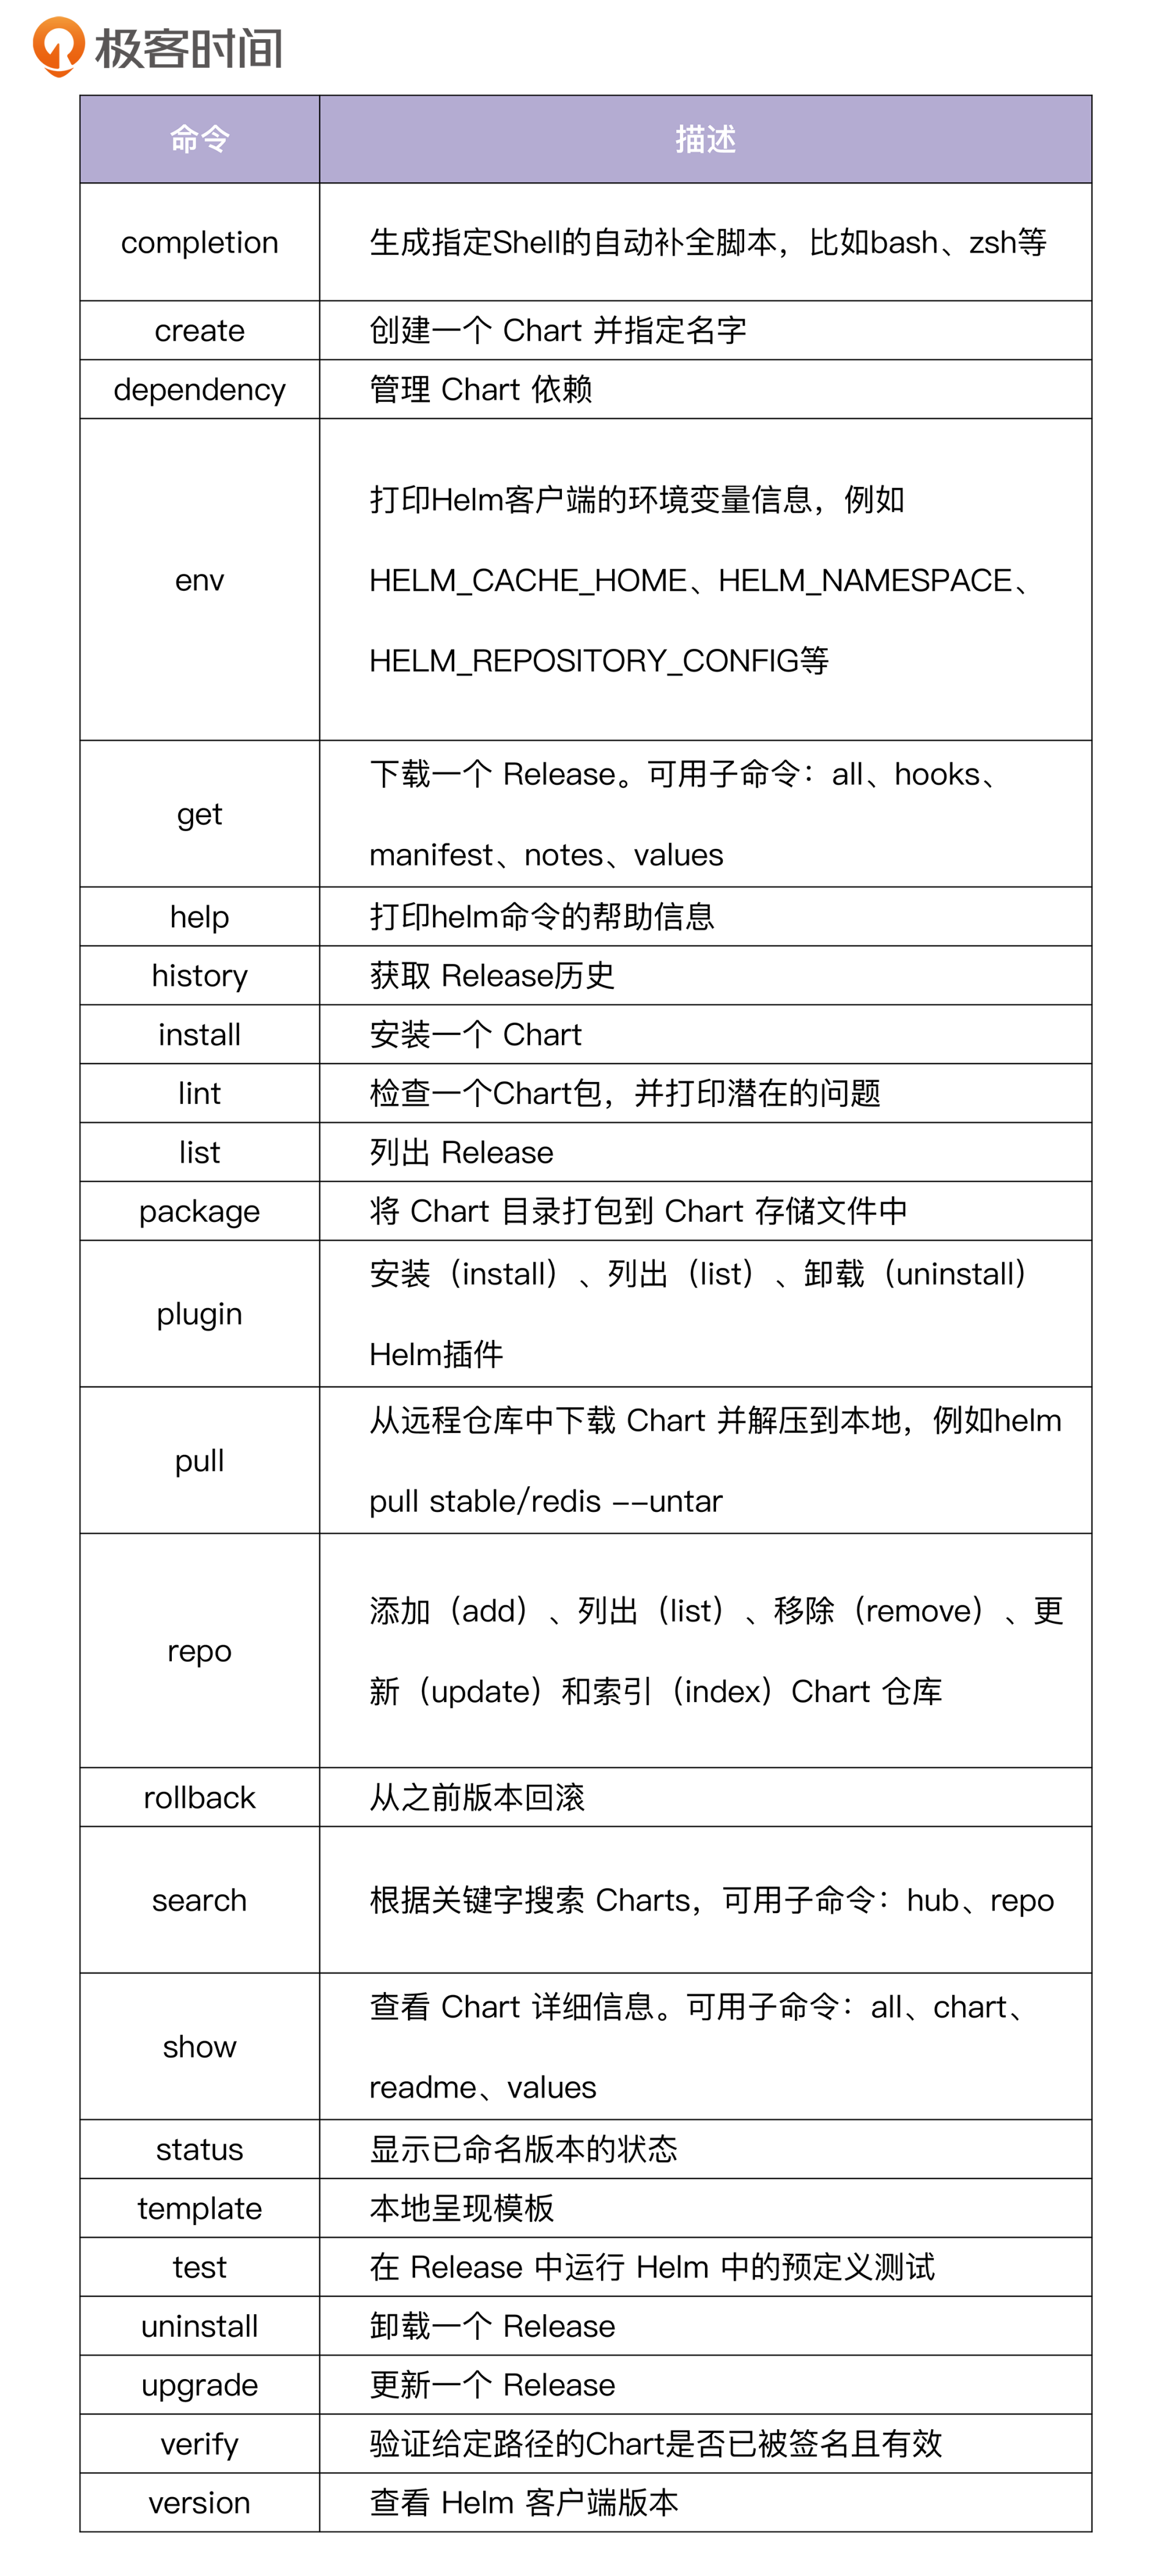 极客时间
命令 描述
completion 生成指定Shell的自动补全脚本，比如bash、zsh等
create 创建一个 Chart 并指定名字
dependency 管理 Chart 依赖
env 打印Helm客户端的环境变量信息，例如
HELM_CACHE_HOME、HELM_NAMESPACE、
HELM_REPOSITORY_CONFIG等
get 下载一个 Release。可用子命令：all、hooks、
manifest、notes、values
help 打印helm命令的帮助信息
history 获取 Release历史
install 安装一个 Chart
lint 检查一个Chart包，并打印潜在的问题
list 列出 Release
package 将 Chart 目录打包到 Chart 存储文件中
plugin 安装（install）、列出（list）、卸载（uninstall）
Helm插件
pull 从远程仓库中下载 Chart 并解压到本地，例如helm
pull stable/redis --untar
repo 添加（add）、列出（list）、移除（remove）、更
新（update）和索引（index）Chart 仓库
rollback 从之前版本回滚
search 根据关键字搜索 Charts，可用子命令：hub、repo
show 查看 Chart 详细信息。可用子命令：all、chart、
readme、values
status 显示已命名版本的状态
template 本地呈现模板
test 在 Release 中运行 Helm 中的预定义测试
uninstall 卸载一个 Release
upgrade 更新一个 Release
verify 验证给定路径的Chart是否已被签名且有效
version 查看 Helm 客户端版本